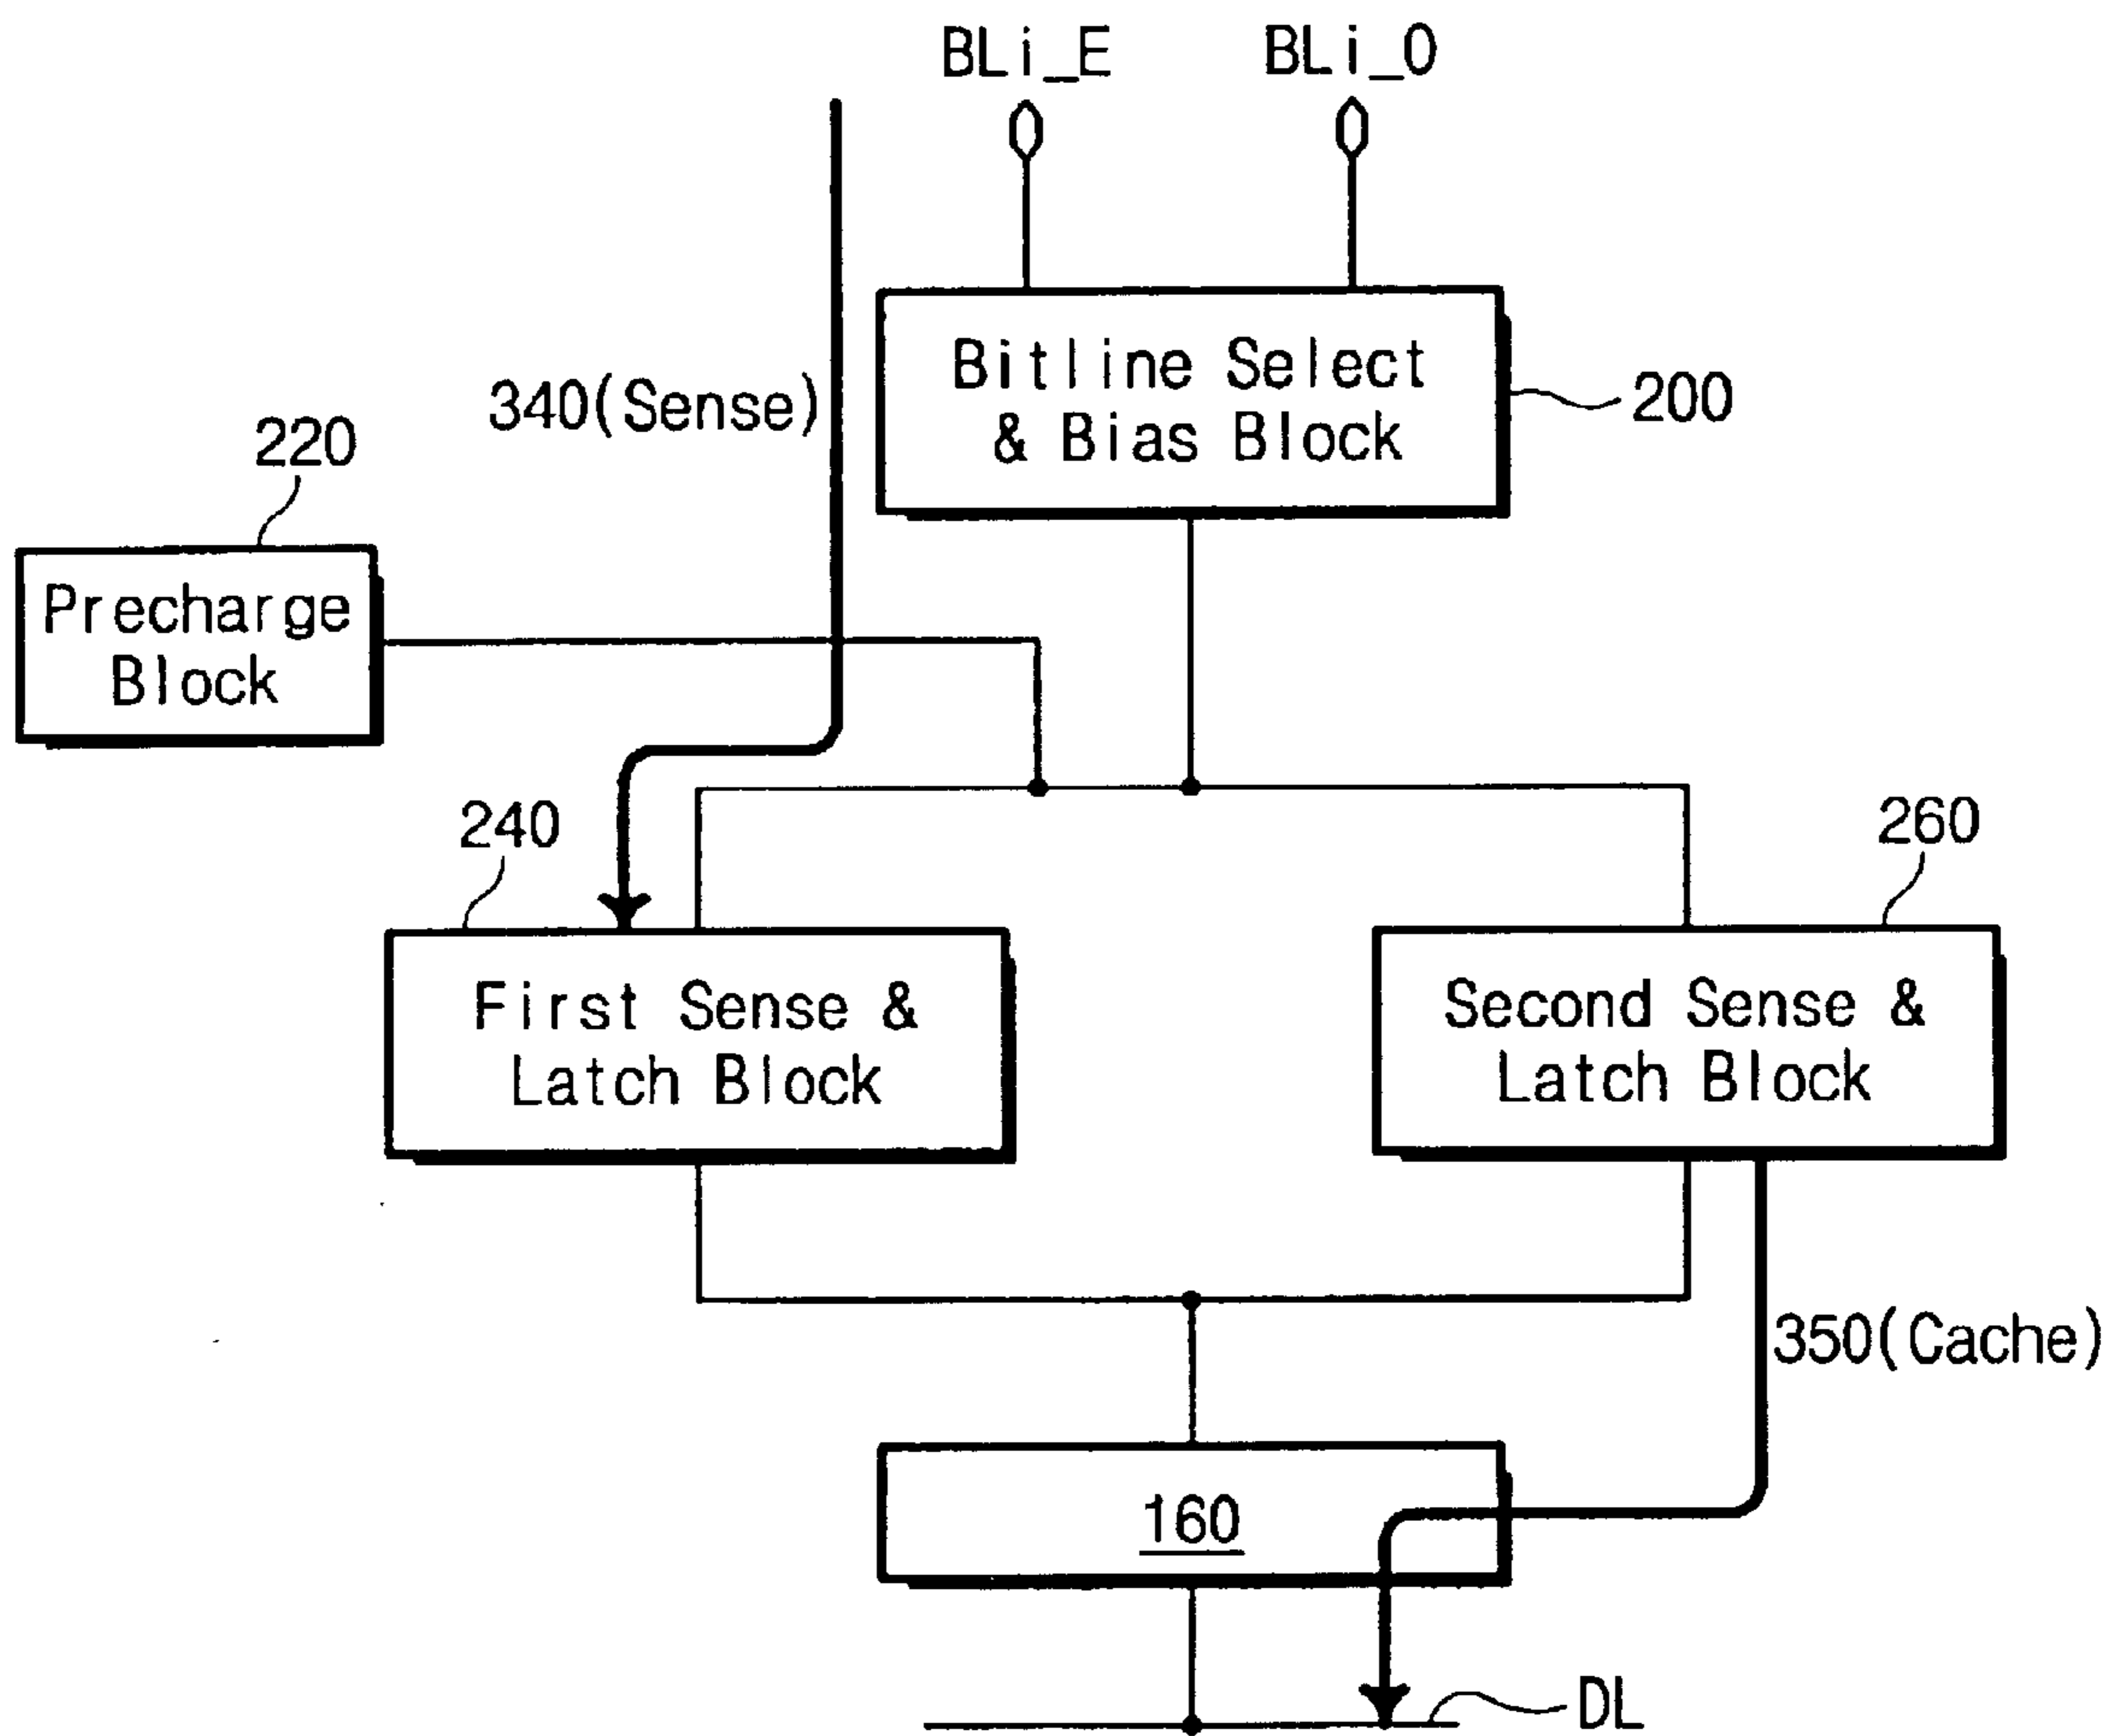 BLi_E
BLi_O
340(Sense)
Bitline Select
& Bias Block
200
220
Precharge
Block
240
260
First Sense &
Latch Block
Second Sense &
Latch Block
350(Cache)
160
DL